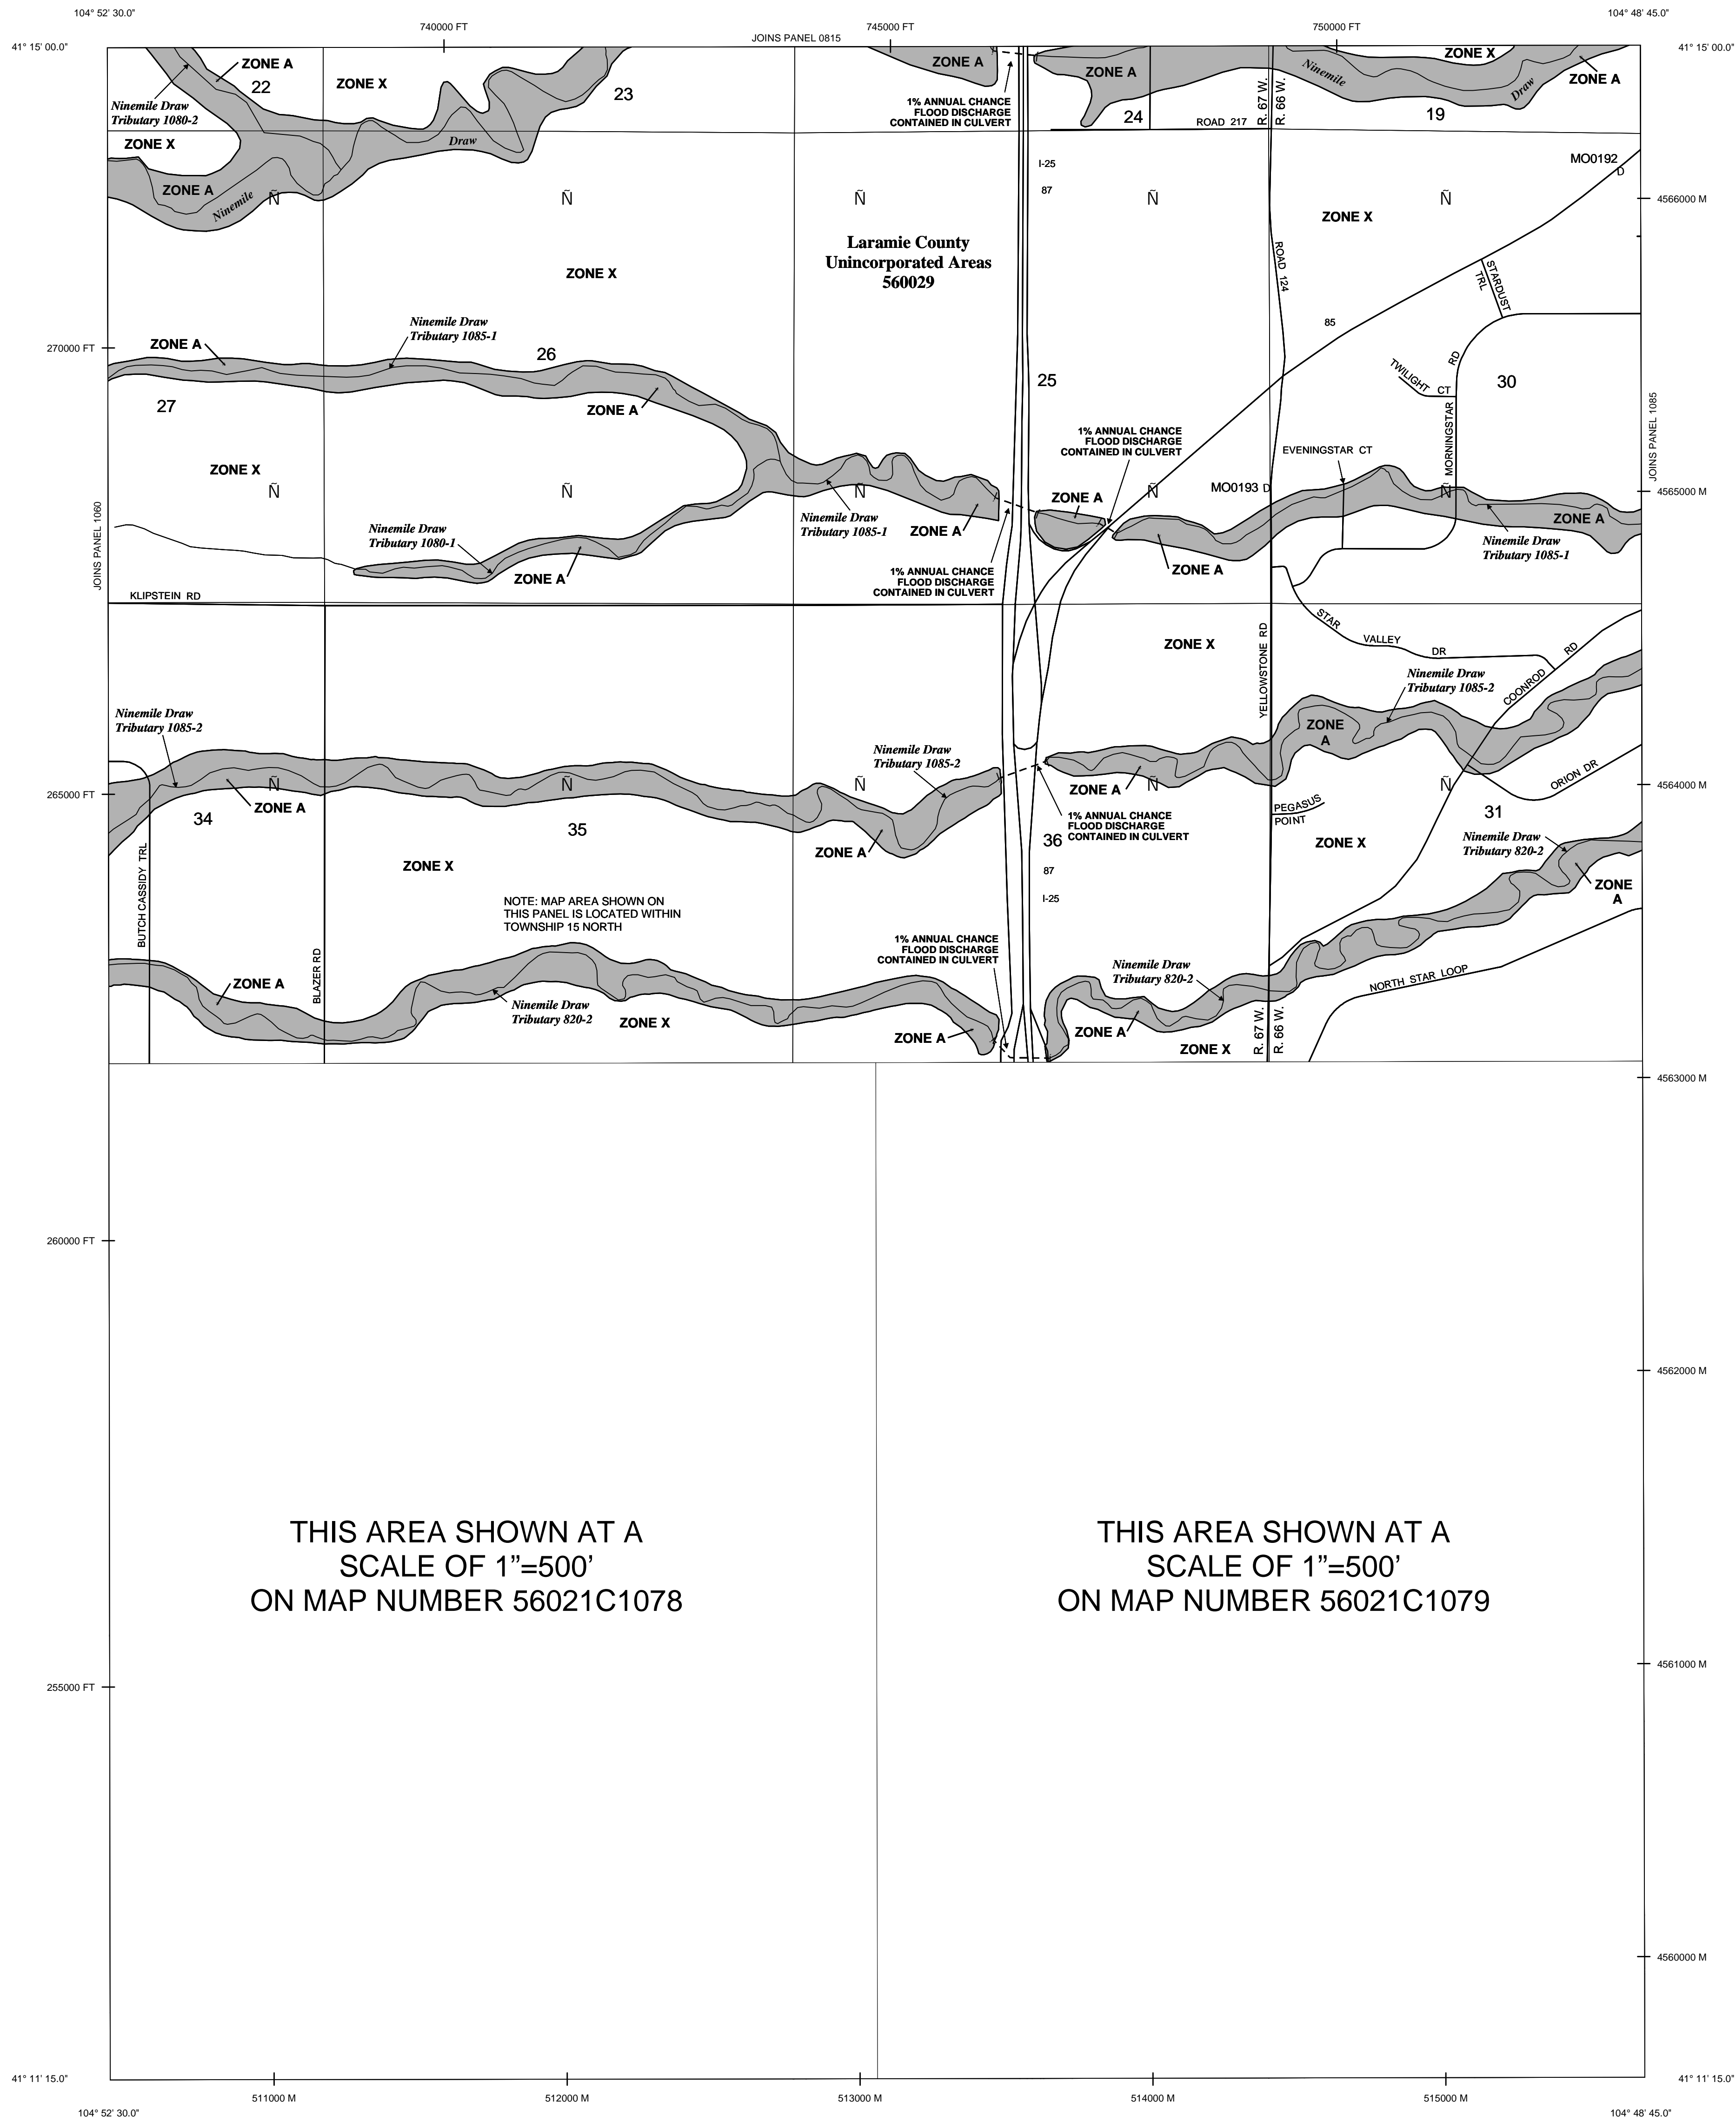 104° 52' 30.0"
104° 48' 45.0"
740000 FT
745000 FT
750000 FT
JOINS PANEL 0815
41° 15' 00.0"
41° 15' 00.0"
ZONE A
22
ZONE X
23
Ninemile Draw
Tributary 1080-2
ZONE X
ZONE A
Ninemile
Draw
ZONE A
1% ANNUAL CHANCE
FLOOD DISCHARGE
CONTAINED IN CULVERT
ZONE A
24
ROAD 217
R. 67 W.
R. 66 W.
Ninemile
Draw
ZONE X
ZONE A
19
I-25
87
MO0192
D
Ñ
Ñ
Ñ
Ñ
Ñ
4566000 M
ZONE X
Laramie County
Unincorporated Areas
560029
ZONE X
ROAD 124
STARDUST
TRL
85
Ninemile Draw
Tributary 1085-1
270000 FT
ZONE A
26
25
TWILIGHT CT
MORNINGSTAR RD
30
JOINS PANEL 1085
27
ZONE A
1% ANNUAL CHANCE
FLOOD DISCHARGE
CONTAINED IN CULVERT
EVENINGSTAR CT
ZONE X
MO0193 D
Ñ
Ñ
Ñ
Ñ
Ñ
4565000 M
JOINS PANEL 1060
ZONE A
Ninemile Draw
Tributary 1085-1
ZONE A
ZONE A
Ninemile Draw
Tributary 1080-1
Ninemile Draw
Tributary 1085-1
ZONE A
ZONE A
1% ANNUAL CHANCE
FLOOD DISCHARGE
CONTAINED IN CULVERT
KLIPSTEIN RD
STAR VALLEY DR
ZONE X
YELLOWSTONE RD
COONROD RD
Ninemile Draw
Tributary 1085-2
Ninemile Draw
Tributary 1085-2
ZONE
A
Ninemile Draw
Tributary 1085-2
ORION DR
Ñ
Ñ
Ñ
Ñ
Ñ
4564000 M
265000 FT
ZONE A
ZONE A
34
35
PEGASUS
POINT
31
1% ANNUAL CHANCE
FLOOD DISCHARGE
CONTAINED IN CULVERT
36
ZONE A
ZONE X
Ninemile Draw
Tributary 820-2
ZONE X
87
I-25
ZONE
A
BUTCH CASSIDY TRL
NOTE: MAP AREA SHOWN ON
THIS PANEL IS LOCATED WITHIN
TOWNSHIP 15 NORTH
BLAZER RD
1% ANNUAL CHANCE
FLOOD DISCHARGE
CONTAINED IN CULVERT
Ninemile Draw
Tributary 820-2
NORTH STAR LOOP
ZONE A
Ninemile Draw
Tributary 820-2
ZONE X
ZONE A
ZONE A
R. 67 W.
R. 66 W.
ZONE X
4563000 M
260000 FT
4562000 M
THIS AREA SHOWN AT A
SCALE OF 1”=500’
ON MAP NUMBER 56021C1078
THIS AREA SHOWN AT A
SCALE OF 1”=500’
ON MAP NUMBER 56021C1079
4561000 M
255000 FT
4560000 M
41° 11' 15.0"
41° 11' 15.0"
511000 M
512000 M
513000 M
514000 M
515000 M
104° 52' 30.0"
104° 48' 45.0"